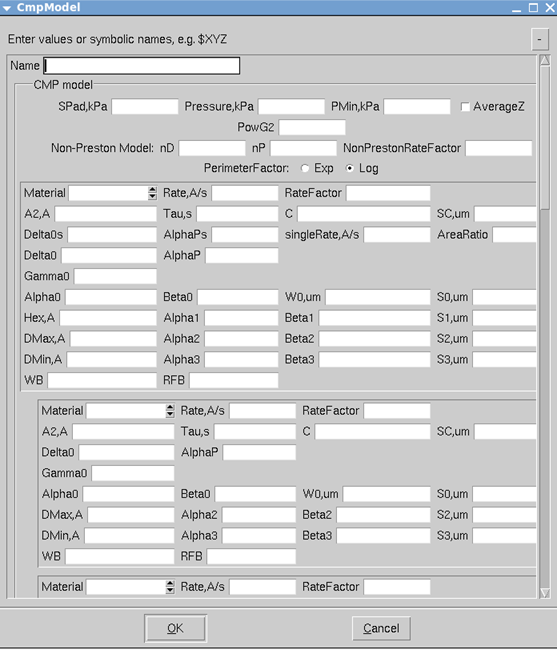 CmpModel
Enter values or symbolic names, e.g. $XYZ -
Name
CMP model
SPad,kPa Pressure,kPa PMin,kPa AverageZ
PowG2
Non-Preston Model: nD nP NonPrestonRateFactor
PerimeterFactor: Exp Log
Material Rate,A/s RateFactor
A2,A Tau,s C SC,um
Delta0s AlphaPs singleRate,A/s AreaRatio
Delta0 AlphaP
Gamma0
Alpha0 Beta0 W0,um S0,um
Hex,A Alpha1 Beta1 S1,um
DMax,A Alpha2 Beta2 S2,um
DMin,A Alpha3 Beta3 S3,um
WB RFB
Material Rate,A/s RateFactor
A2,A Tau,s C SC,um
Delta0 AlphaP
Gamma0
Alpha0 Beta0 W0,um S0,um
DMax,A Alpha2 Beta2 S2,um
DMin,A Alpha3 Beta3 S3,um
WB RFB
Material Rate,A/s RateFactor
OK Cancel